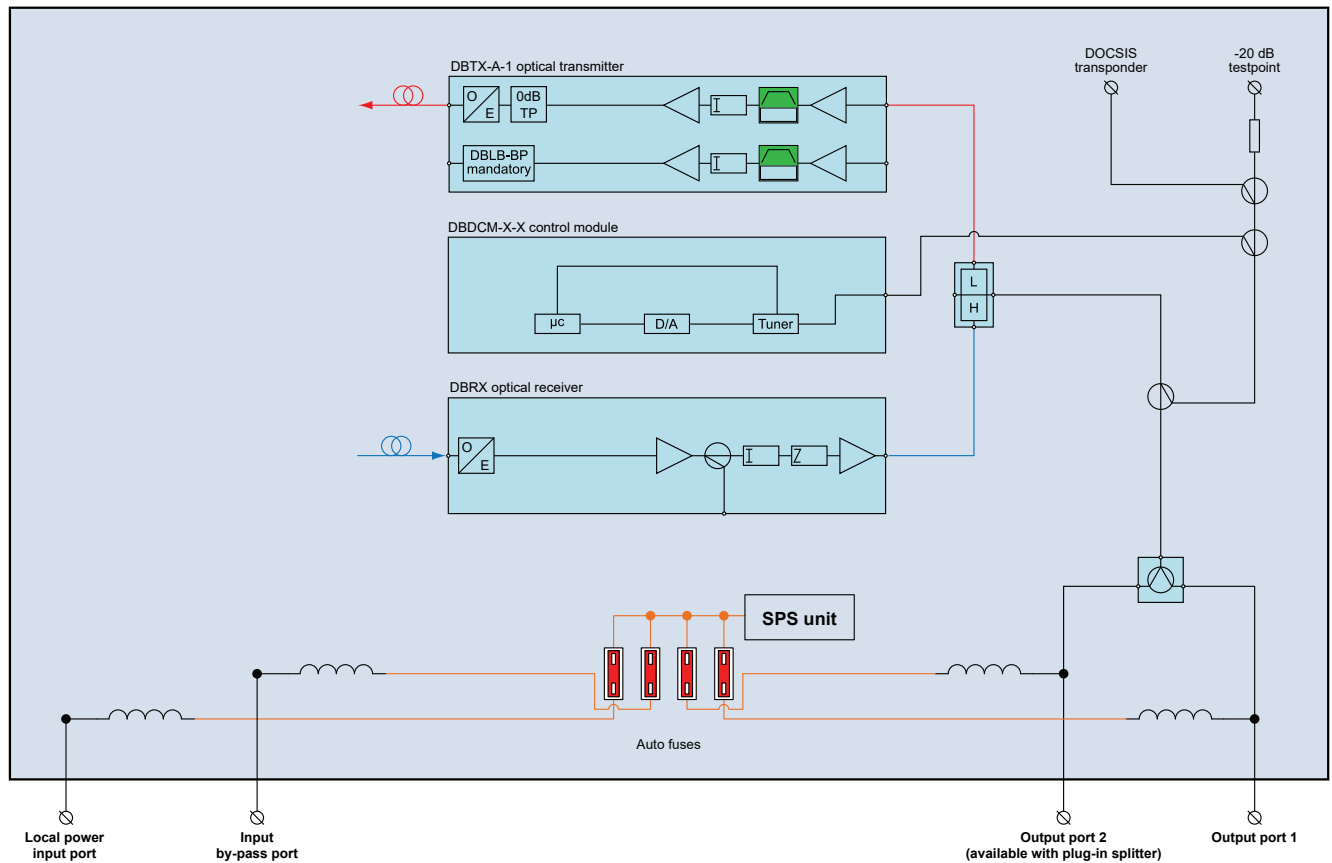 DOCSIS
transponder
-20 dB
testpoint
DBTX-A-1 optical transmitter
O
E
0dB
TP
I
DBLB-BP
mandatory
I
DBDCM-X-X control module
µc
D/A
Tuner
L
H
DBRX optical receiver
O
E
I
Z
SPS unit
Auto fuses
Local power
input port
Input
by-pass port
Output port 2
(available with plug-in splitter)
Output port 1